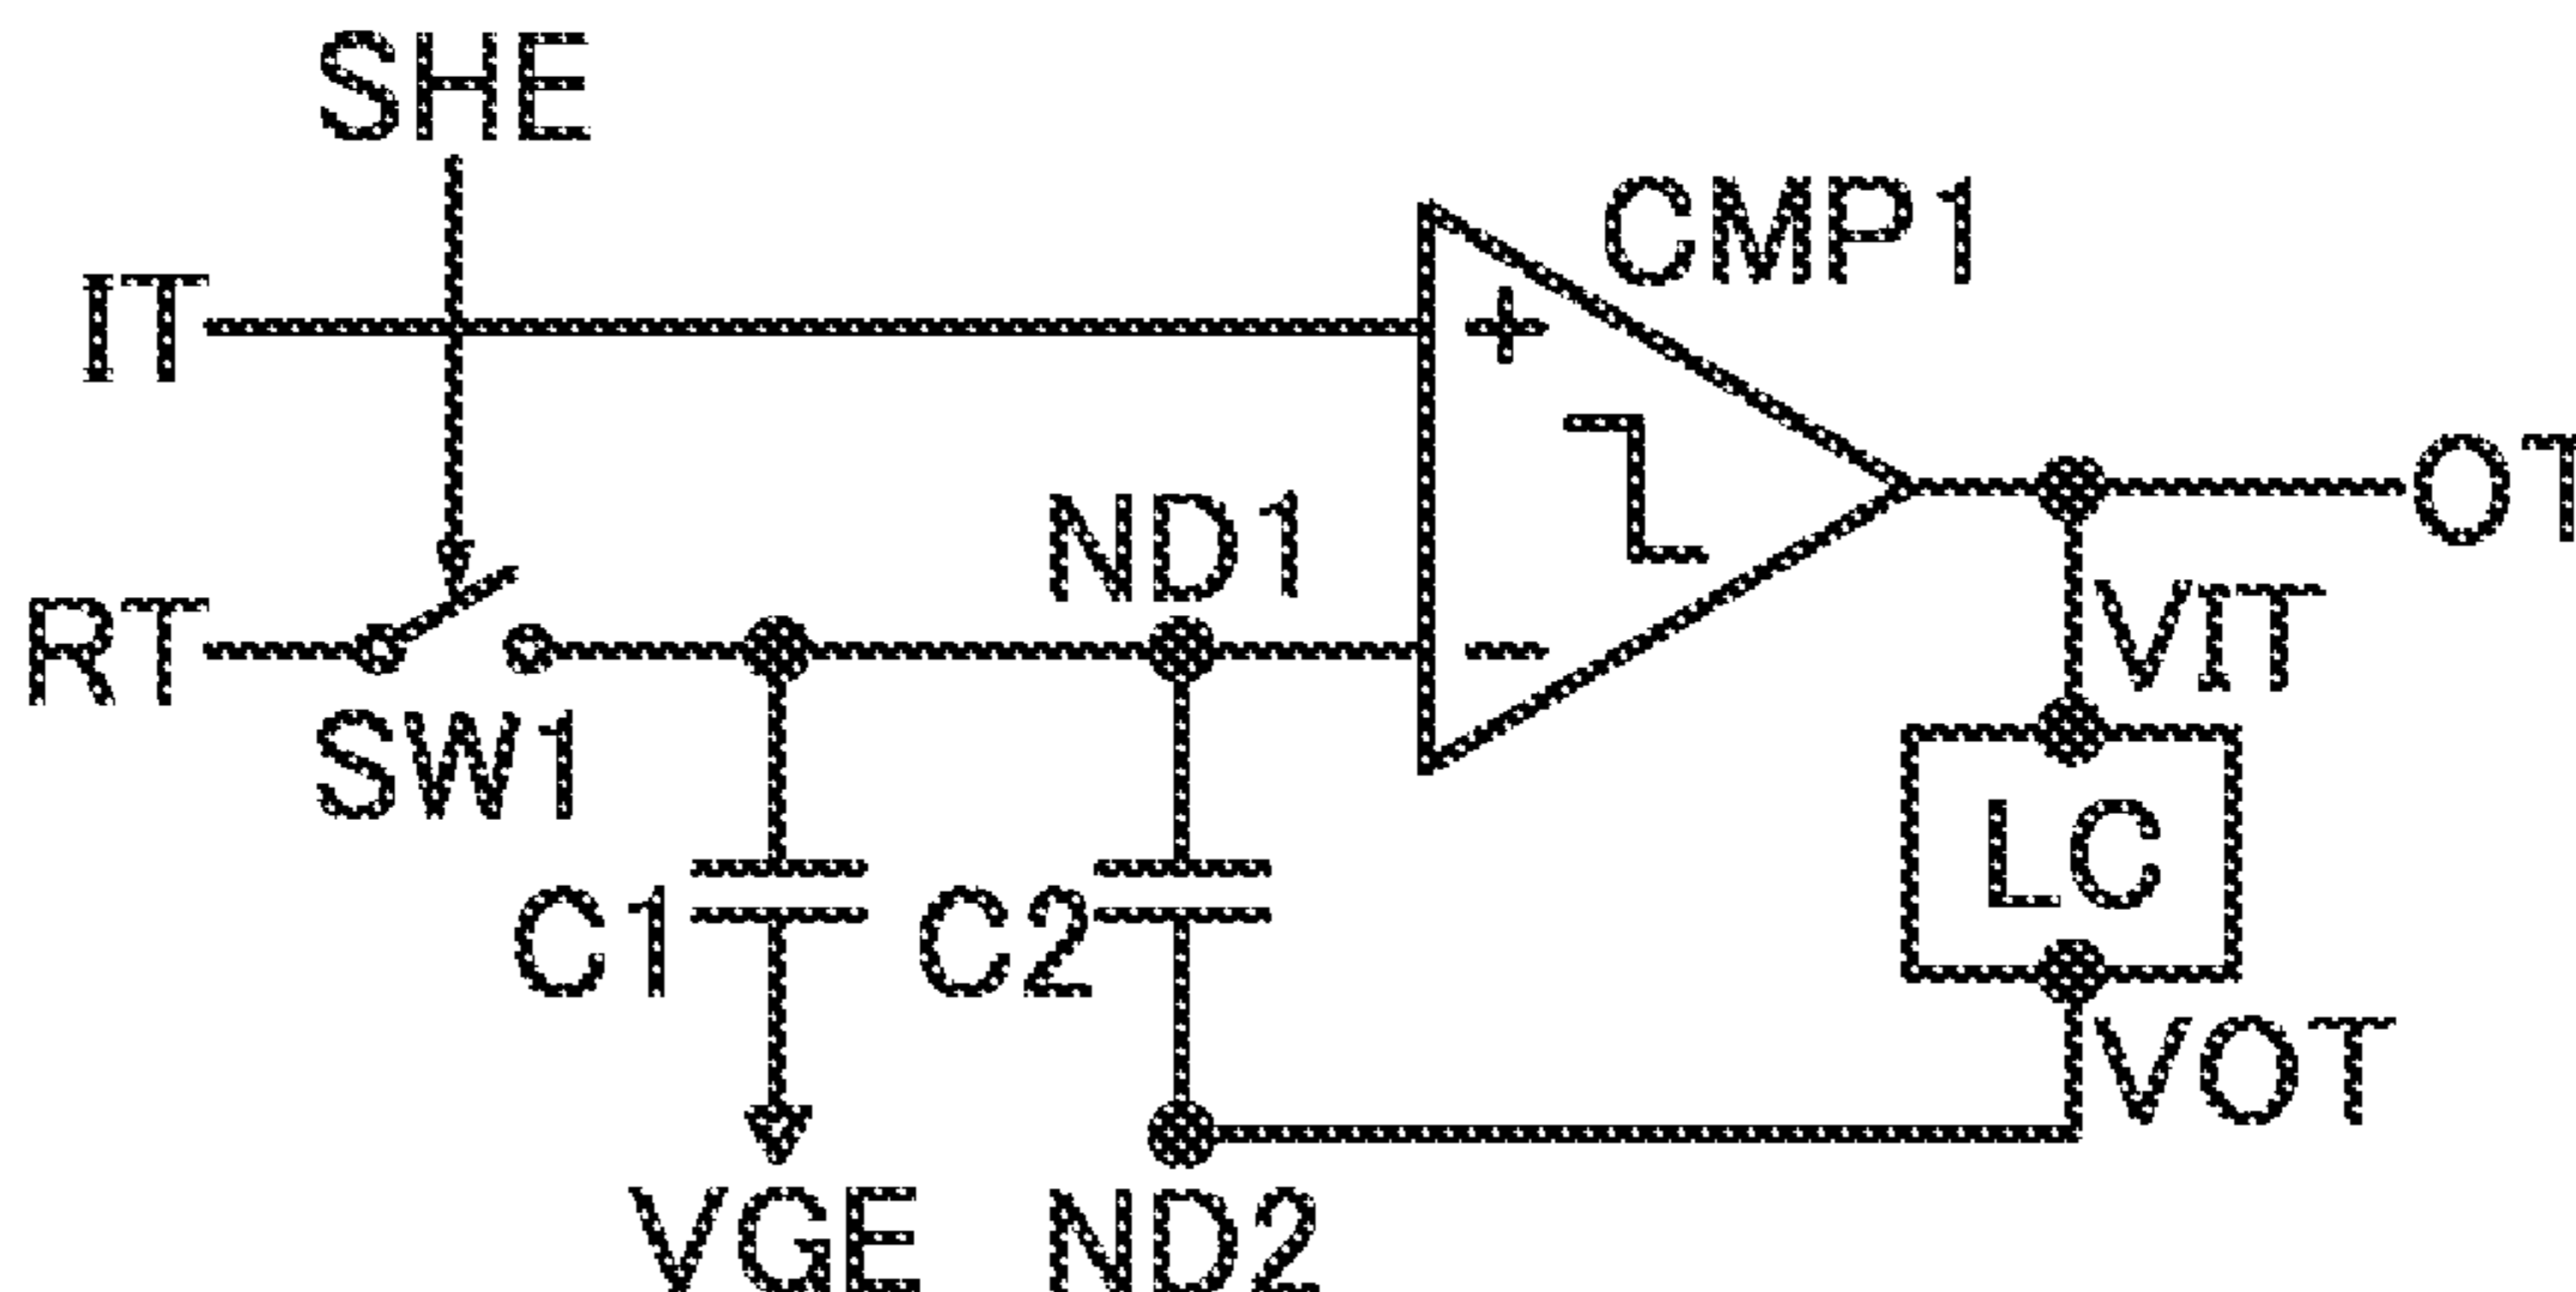 SHE
CMP1
IT
+
OT
ND1
RT
-
VIT
SW1
LC
C1
C2
VOT
VGE
ND2